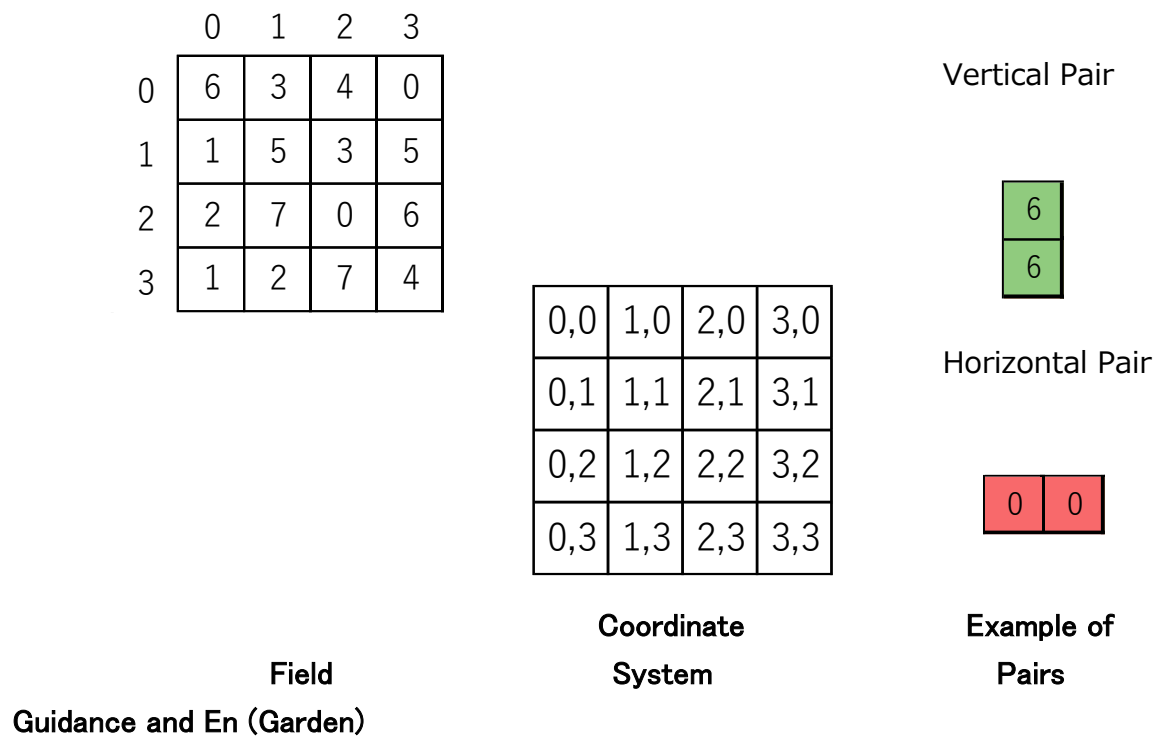 0 1 2 3
0 6 3 4 0
1 1 5 3 5
2 2 7 0 6
3 1 2 7 4
0,0 1,0 2,0 3,0
0,1 1,1 2,1 3,1
0,2 1,2 2,2 3,2
0,3 1,3 2,3 3,3
Vertical Pair
6
6
Horizontal Pair
0 0
Field
Coordinate
System
Example of
Pairs
Guidance and En (Garden)